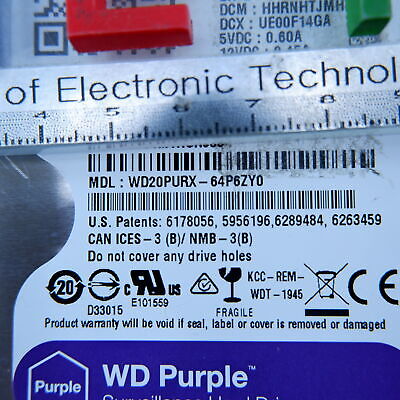 DCM : HHRNHTJMH
DCX : UE00F14GA
5VDC : 0.60A
of Electronic Technol
4 5 6 7 8 9
MDL : WD20PURX-64P6ZY0
U.S. Patents: 6178056, 5956196,6289484, 6263459
CAN ICES-3 (B)/ NMB-3(B)
Do not cover any drive holes
20
D33015
c UL us
E101559
FRAGILE
KCC-REM-
WDT-1945
Product warranty will be void if seal, label or cover is removed or damaged
Purple
WD Purple™